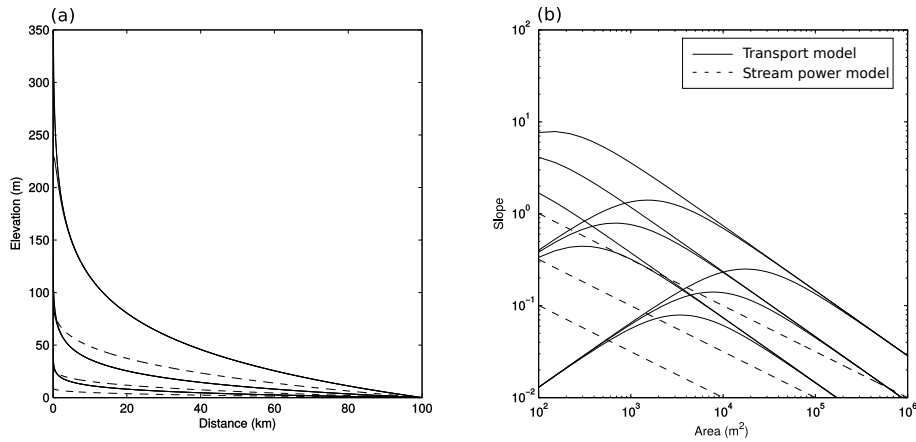 (a)
350
300
250
200
150
100
50
0
0 20 40 60 80 100
Elevation (m)
Distance (km)
(b)
10^2
10^1
10^0
10^-1
10^-2
10^2 10^3 10^4 10^5 10^6
Slope
Area (m^2)
Transport model
Stream power model